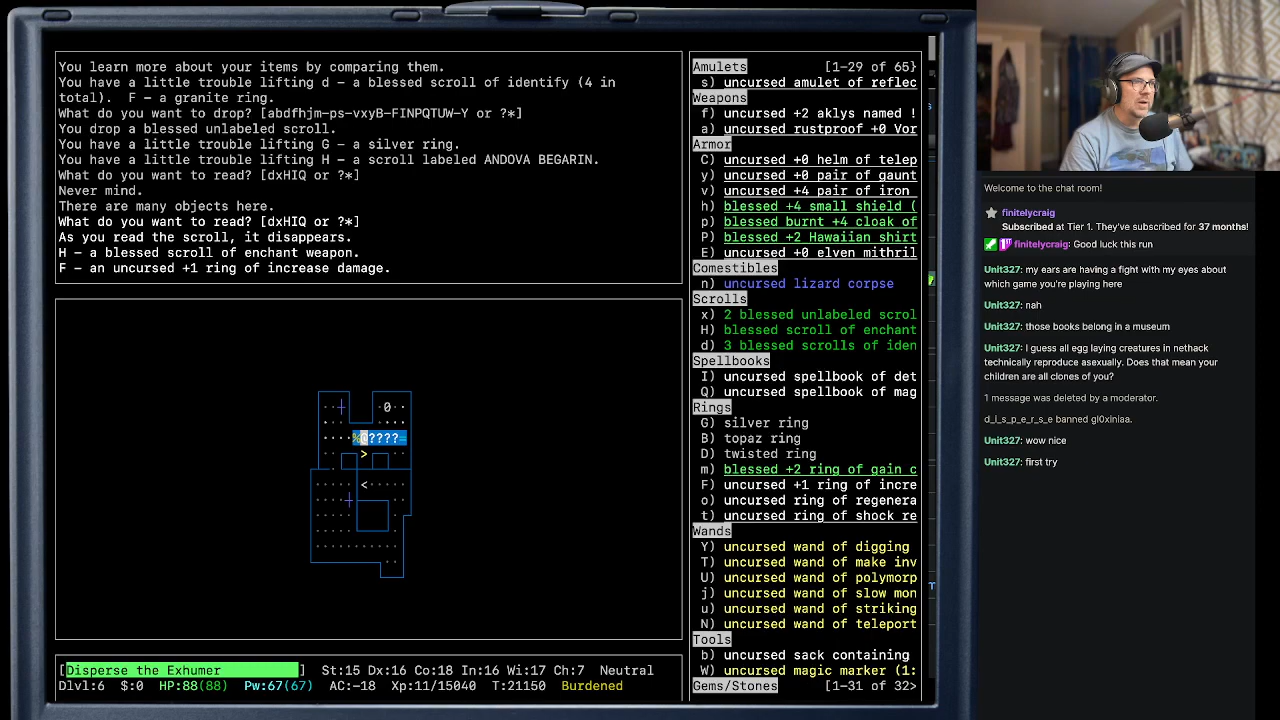 You learn more about your items by comparing them.
You have a little trouble lifting d - a blessed scroll of identify (4 in
total).  F - a granite ring.
What do you want to drop? [abdfhjm-ps-vxyB-FINPQTUW-Y or ?*]
You drop a blessed unlabeled scroll.
You have a little trouble lifting G - a silver ring.
You have a little trouble lifting H - a scroll labeled ANDOVA BEGARIN.
What do you want to read? [dxHIQ or ?*]
Never mind.
There are many objects here.
What do you want to read? [dxHIQ or ?*]
As you read the scroll, it disappears.
H - a blessed scroll of enchant weapon.
F - an uncursed +1 ring of increase damage.
[Disperse the Exhumer ] St:15 Dx:16 Co:18 In:16 Wi:17 Ch:7 Neutral
Dlvl:6 $:0 HP:88(88) Pw:67(67) AC:-18 Xp:11/15040 T:21150 Burdened
Amulets [1-29 of 65}
s) uncursed amulet of reflec
Weapons
f) uncursed +2 aklys named !
a) uncursed rustproof +0 Vor
Armor
C) uncursed +0 helm of telep
y) uncursed +0 pair of gaunt
v) uncursed +4 pair of iron
h) blessed +4 small shield (
p) blessed burnt +4 cloak of
P) blessed +2 Hawaiian shirt
E) uncursed +0 elven mithril
Comestibles
n) uncursed lizard corpse
Scrolls
x) 2 blessed unlabeled scrol
H) blessed scroll of enchant
d) 3 blessed scrolls of iden
Spellbooks
I) uncursed spellbook of det
Q) uncursed spellbook of mag
Rings
G) silver ring
B) topaz ring
D) twisted ring
m) blessed +2 ring of gain c
F) uncursed +1 ring of incre
o) uncursed ring of regenera
t) uncursed ring of shock re
Wands
Y) uncursed wand of digging
T) uncursed wand of make inv
U) uncursed wand of polymorp
j) uncursed wand of slow mon
u) uncursed wand of striking
N) uncursed wand of teleport
Tools
b) uncursed sack containing
W) uncursed magic marker (1:
Gems/Stones [1-31 of 32>
Welcome to the chat room!
finitelycraig
Subscribed at Tier 1. They've subscribed for 37 months!
finitelycraig: Good luck this run
Unit327: my ears are having a fight with my eyes about
which game you're playing here
Unit327: nah
Unit327: those books belong in a museum
Unit327: I guess all egg laying creatures in nethack
technically reproduce asexually. Does that mean your
children are all clones of you?
1 message was deleted by a moderator.
d_i_s_p_e_r_s_e banned gl0xiniaa.
Unit327: wow nice
Unit327: first try